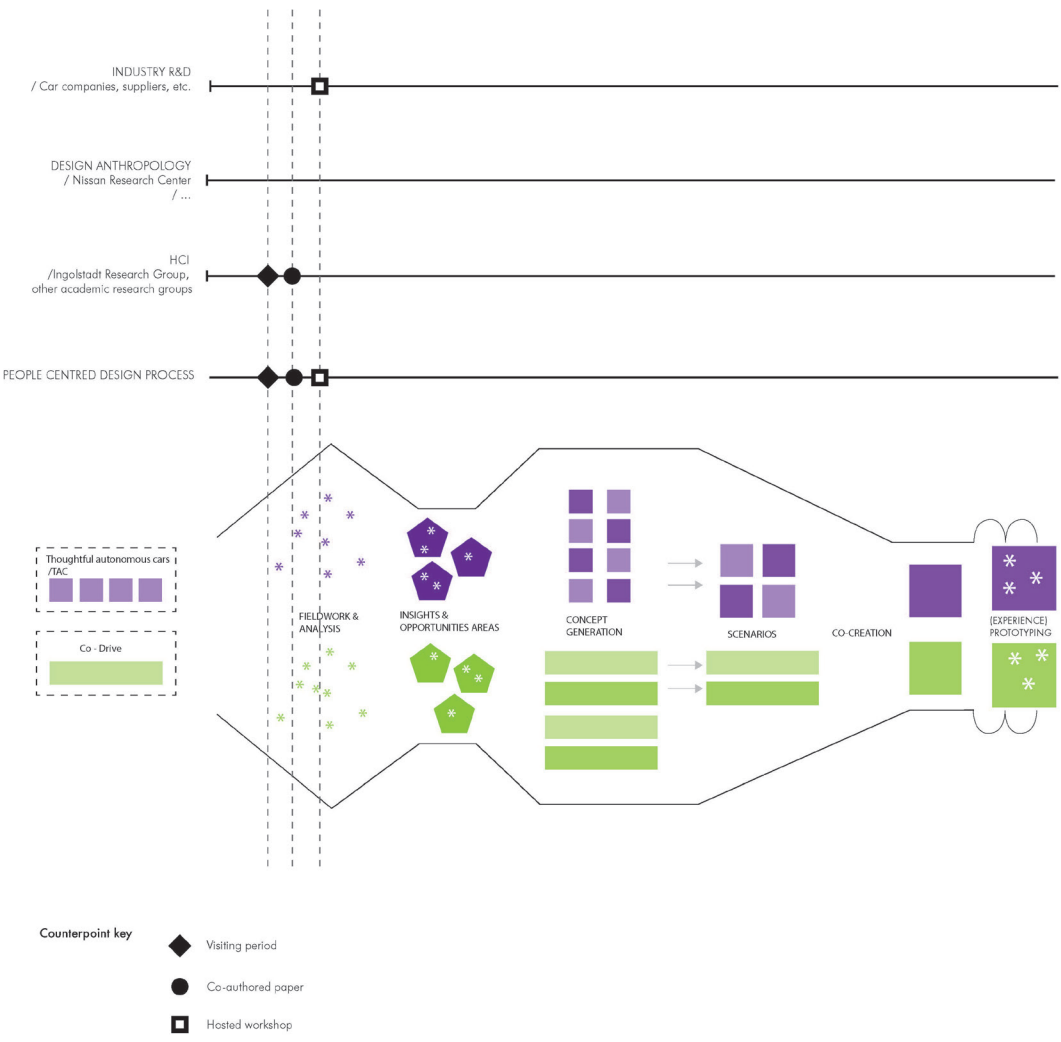 INDUSTRY R&D
/ Car companies, suppliers, etc.
DESIGN ANTHROPOLOGY
/ Nissan Research Center
/ ...
HCI
/Ingolstadt Research Group,
other academic research groups
PEOPLE CENTRED DESIGN PROCESS
Thoughtful autonomous cars
/TAC
Co - Drive
FIELDWORK &
ANALYSIS
INSIGHTS &
OPPORTUNITIES AREAS
CONCEPT
GENERATION
SCENARIOS
CO-CREATION
(EXPERIENCE)
PROTOTYPING
Counterpoint key
Visiting period
Co-authored paper
Hosted workshop